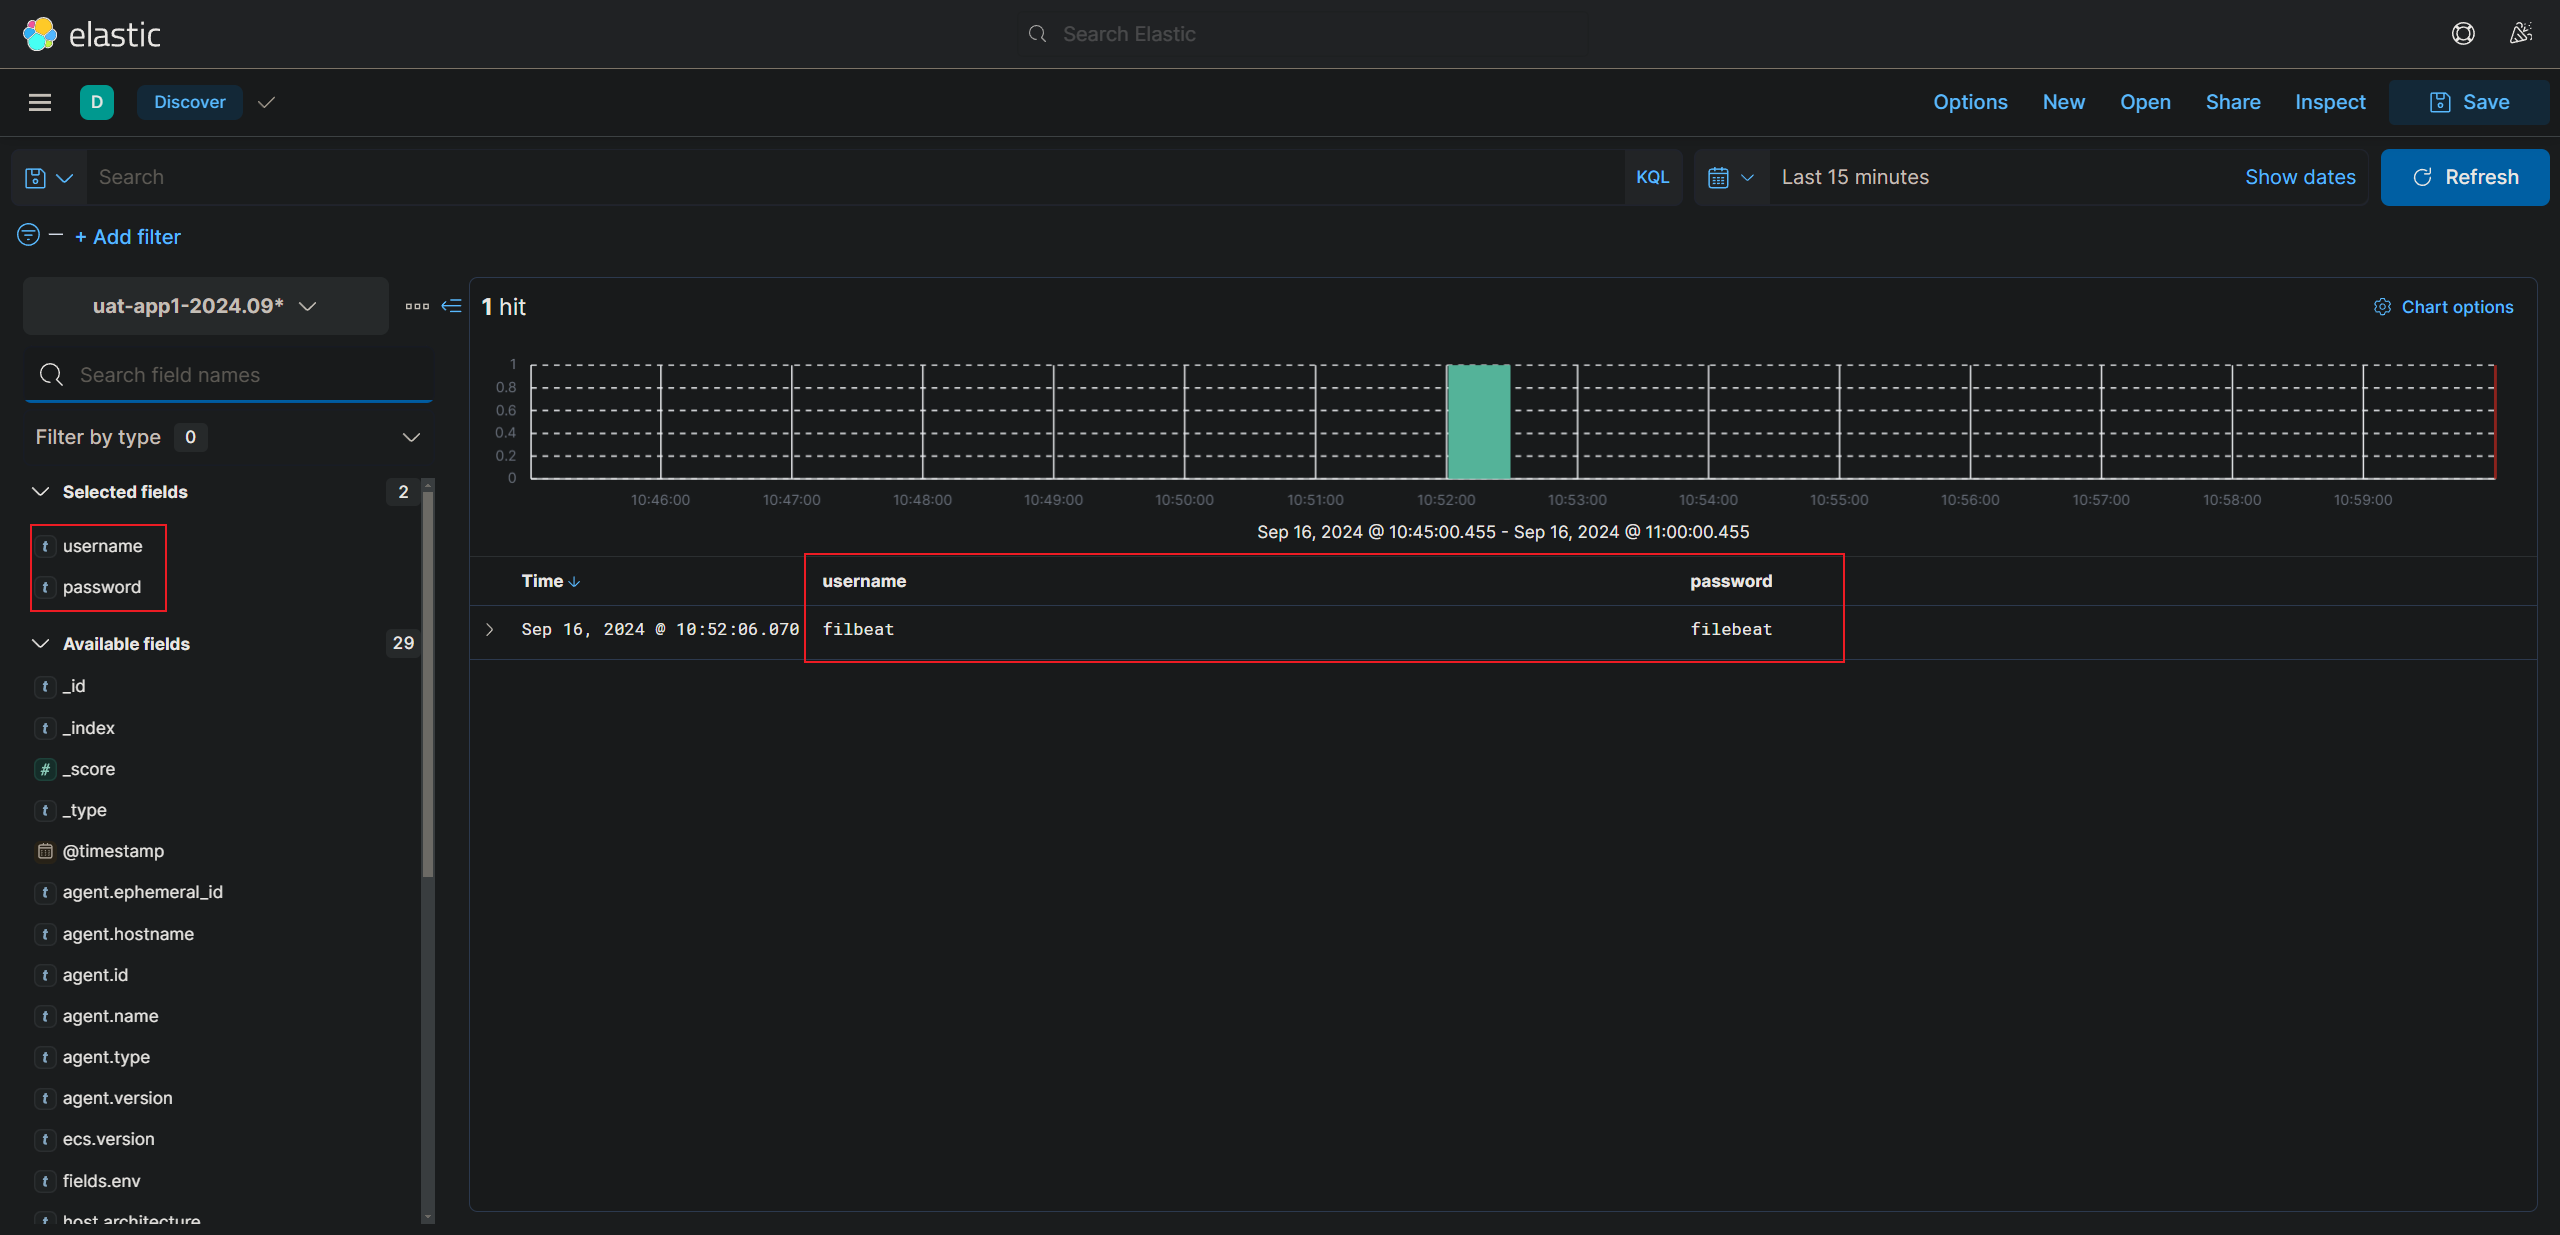 elastic
Search Elastic
D
Discover
Options New Open Share Inspect Save
Search
KQL
Last 15 minutes
Show dates
Refresh
+ Add filter
uat-app1-2024.09*
Search field names
Filter by type 0
Selected fields 2
t username
t password
Available fields 29
t _id
t _index
# _score
t _type
@timestamp
t agent.ephemeral_id
t agent.hostname
t agent.id
t agent.name
t agent.type
t agent.version
t ecs.version
t fields.env
t host.architecture
1 hit
Chart options
1
0.8
0.6
0.4
0.2
0
10:46:00 10:47:00 10:48:00 10:49:00 10:50:00 10:51:00 10:52:00 10:53:00 10:54:00 10:55:00 10:56:00 10:57:00 10:58:00 10:59:00
Sep 16, 2024 @ 10:45:00.455 - Sep 16, 2024 @ 11:00:00.455
Time username password
Sep 16, 2024 @ 10:52:06.070 filbeat filebeat